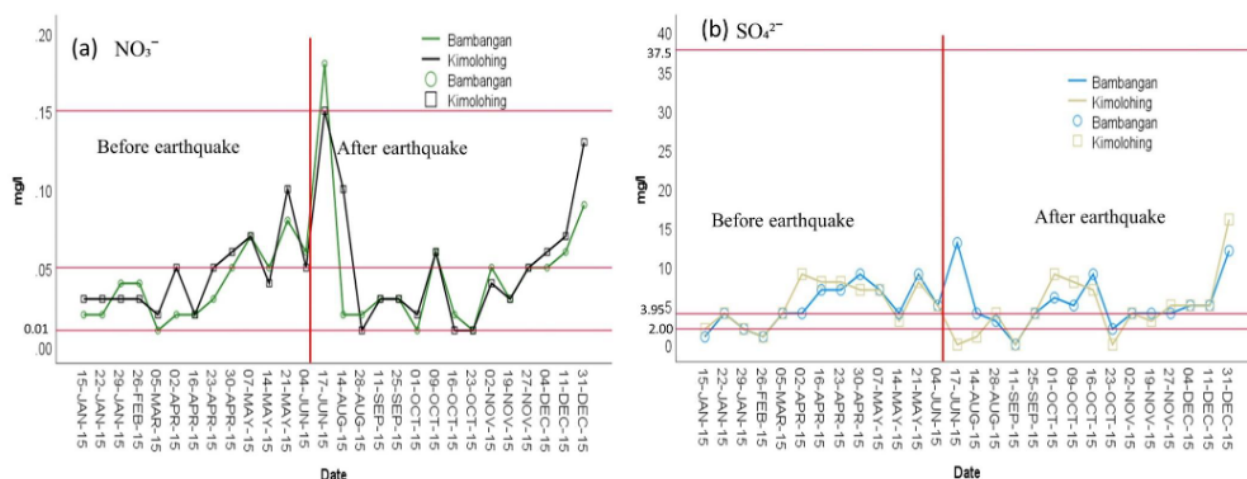 (a) NO₃⁻
.20
.15
.10
.05
0.01
.00
mg/l
Bambangan
Kimolohing
Bambangan
Kimolohing
Before earthquake
After earthquake
15-JAN-15
22-JAN-15
29-JAN-15
26-FEB-15
05-MAR-15
02-APR-15
16-APR-15
23-APR-15
30-APR-15
07-MAY-15
14-MAY-15
21-MAY-15
04-JUN-15
17-JUN-15
14-AUG-15
28-AUG-15
11-SEP-15
25-SEP-15
01-OCT-15
09-OCT-15
16-OCT-15
23-OCT-15
02-NOV-15
19-NOV-15
27-NOV-15
04-DEC-15
11-DEC-15
31-DEC-15
Date
(b) SO₄²⁻
40
37.5
35
30
25
20
15
10
3.955
2.00
0
mg/l
Bambangan
Kimolohing
Bambangan
Kimolohing
Before earthquake
After earthquake
15-JAN-15
22-JAN-15
29-JAN-15
26-FEB-15
05-MAR-15
02-APR-15
16-APR-15
23-APR-15
30-APR-15
07-MAY-15
14-MAY-15
21-MAY-15
04-JUN-15
17-JUN-15
14-AUG-15
28-AUG-15
11-SEP-15
25-SEP-15
01-OCT-15
09-OCT-15
16-OCT-15
23-OCT-15
02-NOV-15
19-NOV-15
27-NOV-15
04-DEC-15
11-DEC-15
31-DEC-15
Date